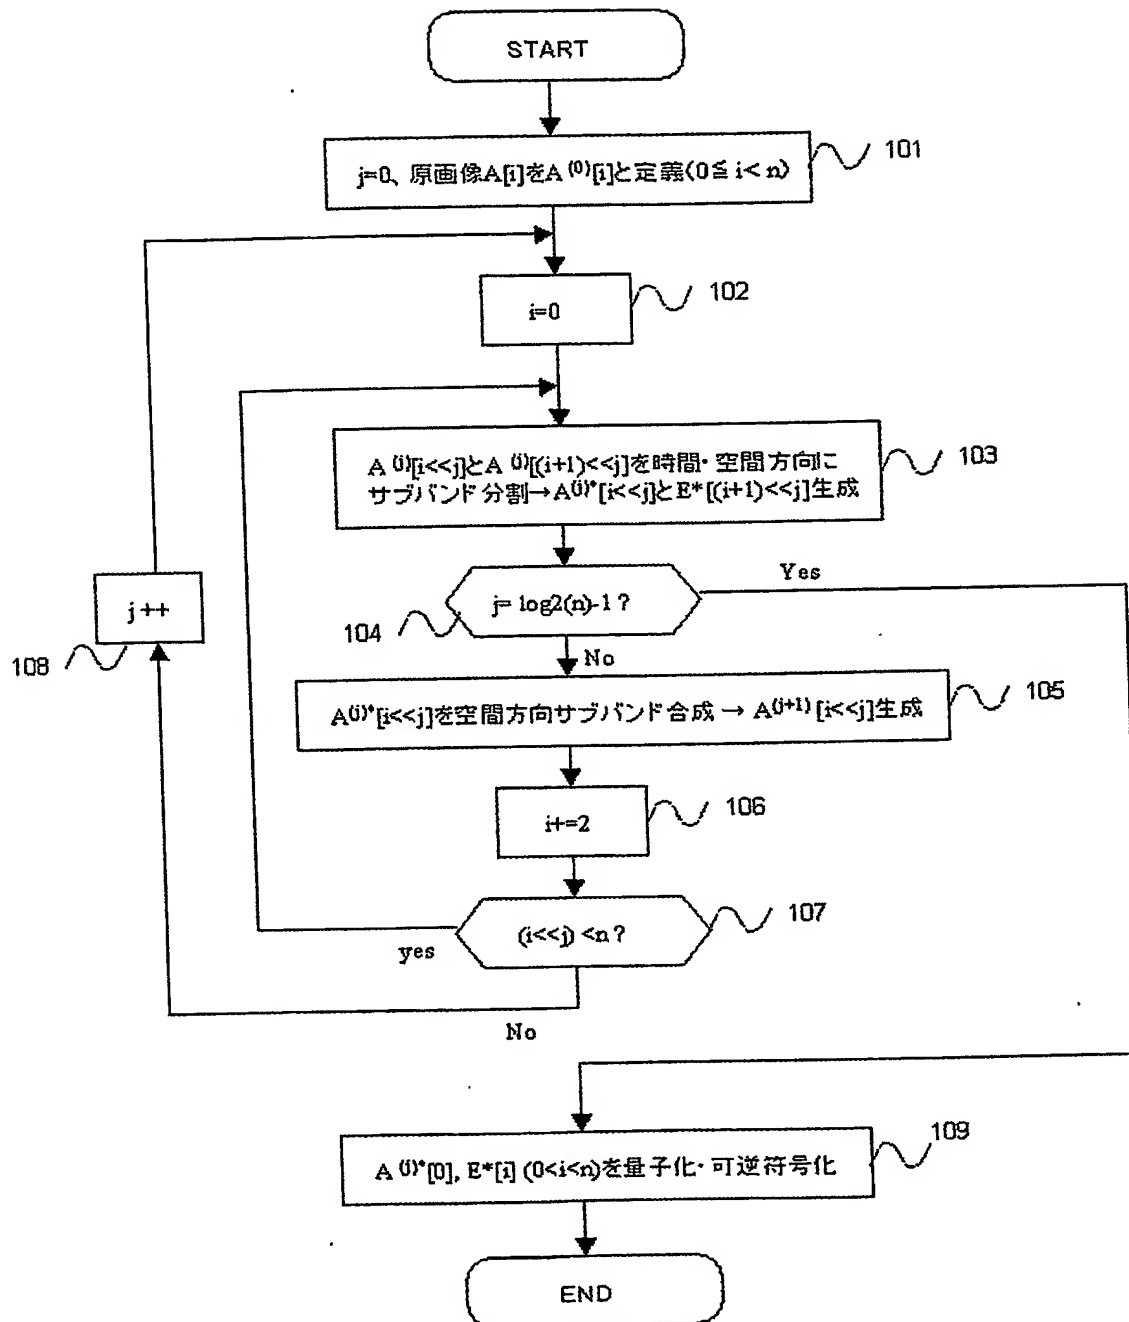 START
j=0、原画像A[i]をA⁽⁰⁾[i]と定義(0≦i<n)
101
i=0
102
A⁽ʲ⁾[i<<j]とA⁽ʲ⁾[(i+1)<<j]を時間・空間方向に
サブバンド分割→A⁽ʲ⁾*[i<<j]とE*[(i+1)<<j]生成
103
j= log2(n)-1?
Yes
104
No
j++
108
A⁽ʲ⁾*[i<<j]を空間方向サブバンド合成 → A⁽ʲ⁺¹⁾[i<<j]生成
105
i+=2
106
(i<<j) <n?
107
yes
No
A⁽ʲ⁾*[0], E*[i] (0<i<n)を量子化・可逆符号化
109
END